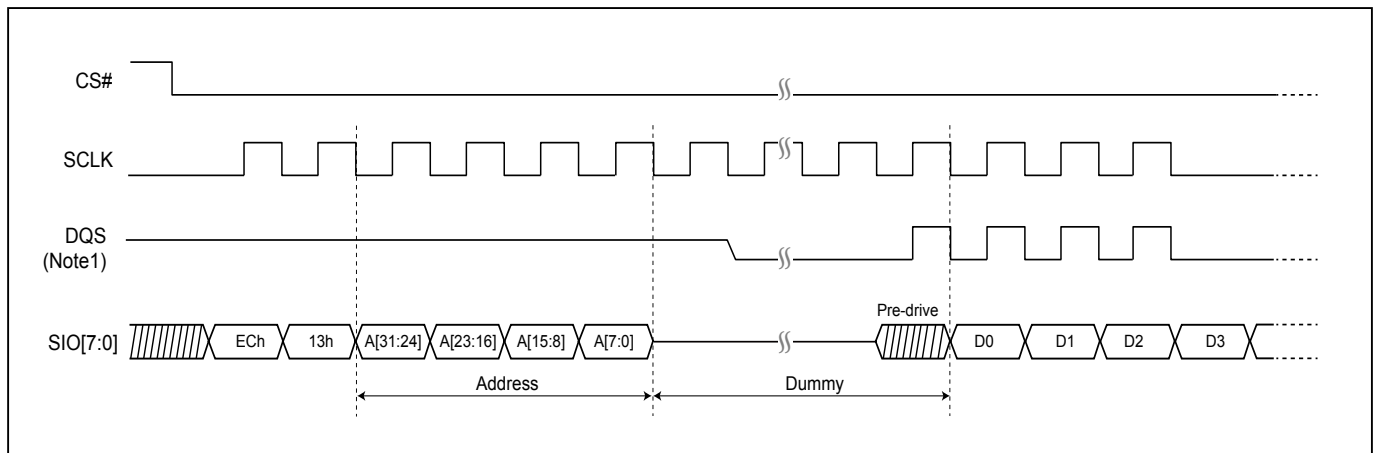 CS#
SCLK
DQS
(Note1)
Pre-drive
SIO[7:0] ECh 13h A[31:24] A[23:16] A[15:8] A[7:0] D0 D1 D2 D3
Address Dummy